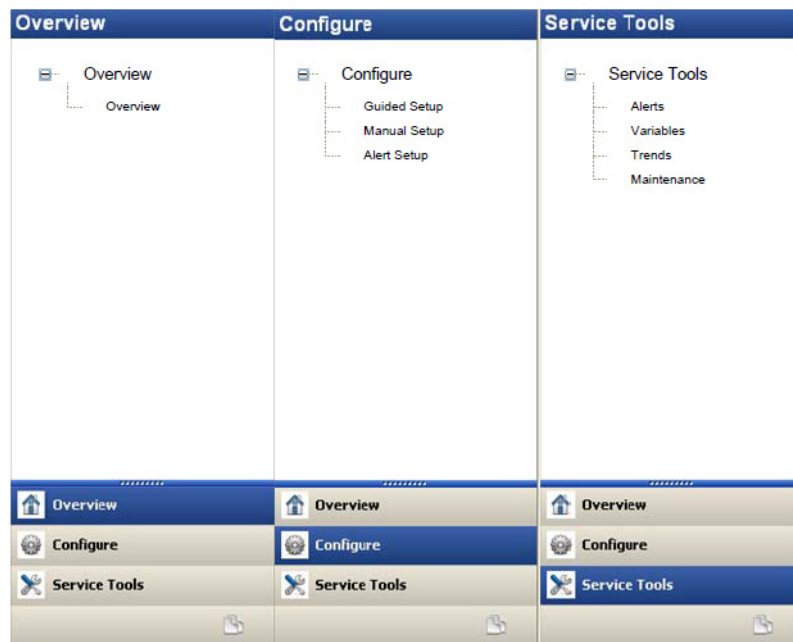 Overview
Overview
Overview
Overview
Configure
Service Tools
Configure
Configure
Guided Setup
Manual Setup
Alert Setup
Overview
Configure
Service Tools
Service Tools
Service Tools
Alerts
Variables
Trends
Maintenance
Overview
Configure
Service Tools